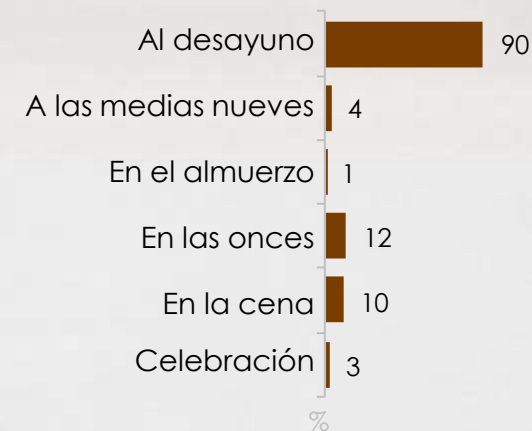 Al desayuno 90
A las medias nueves 4
En el almuerzo 1
En las onces 12
En la cena 10
Celebración 3
%